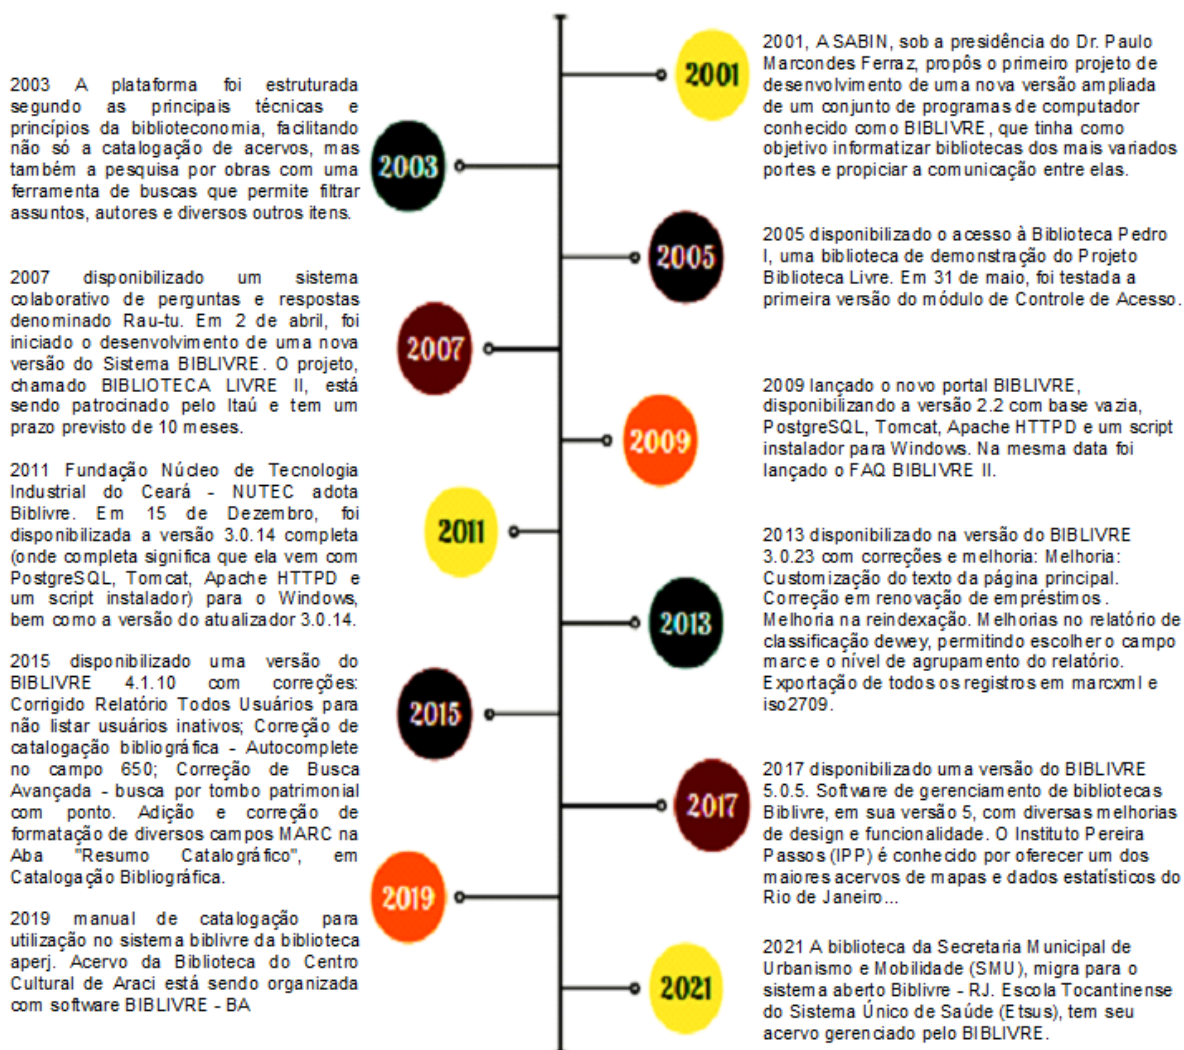 2001
2001, A SABIN, sob a presidência do Dr. Paulo
Marcondes Ferraz, propôs o primeiro projeto de
desenvolvimento de uma nova versão ampliada
de um conjunto de programas de computador
conhecido como BIBLIVRE, que tinha como
objetivo informatizar bibliotecas dos mais variados
portes e propiciar a comunicação entre elas.
2003 A plataforma foi estruturada
segundo as principais técnicas e
princípios da biblioteconomia, facilitando
não só a catalogação de acervos, mas
também a pesquisa por obras com uma
ferramenta de buscas que permite filtrar
assuntos, autores e diversos outros itens.
2003
2005
2005 disponibilizado o acesso à Biblioteca Pedro
I, uma biblioteca de demonstração do Projeto
Biblioteca Livre. Em 31 de maio, foi testada a
primeira versão do módulo de Controle de Acesso.
2007 disponibilizado um sistema
colaborativo de perguntas e respostas
denominado Rau-tu. Em 2 de abril, foi
iniciado o desenvolvimento de uma nova
versão do Sistema BIBLIVRE. O projeto,
chamado BIBLIOTECA LIVRE II, está
sendo patrocinado pelo Itaú e tem um
prazo previsto de 10 meses.
2007
2009
2009 lançado o novo portal BIBLIVRE,
disponibilizando a versão 2.2 com base vazia,
PostgreSQL, Tomcat, Apache HTTPD e um script
instalador para Windows. Na mesma data foi
lançado o FAQ BIBLIVRE II.
2011 Fundação Núcleo de Tecnologia
Industrial do Ceará - NUTEC adota
Biblivre. Em 15 de Dezembro, foi
disponibilizada a versão 3.0.14 completa
(onde completa significa que ela vem com
PostgreSQL, Tomcat, Apache HTTPD e
um script instalador) para o Windows,
bem como a versão do atualizador 3.0.14.
2011
2013
2013 disponibilizado na versão do BIBLIVRE
3.0.23 com correções e melhoria: Melhoria:
Customização do texto da página principal.
Correção em renovação de empréstimos.
Melhoria na reindexação. Melhorias no relatório de
classificação dewey, permitindo escolher o campo
marc e o nível de agrupamento do relatório.
Exportação de todos os registros em marcxml e
iso2709.
2015 disponibilizado uma versão do
BIBLIVRE 4.1.10 com correções:
Corrigido Relatório Todos Usuários para
não listar usuários inativos; Correção de
catalogação bibliográfica - Autocomplete
no campo 650; Correção de Busca
Avançada - busca por tombo patrimonial
com ponto. Adição e correção de
formatação de diversos campos MARC na
Aba "Resumo Catalográfico", em
Catalogação Bibliográfica.
2015
2017
2017 disponibilizado uma versão do BIBLIVRE
5.0.5. Software de gerenciamento de bibliotecas
Biblivre, em sua versão 5, com diversas melhorias
de design e funcionalidade. O Instituto Pereira
Passos (IPP) é conhecido por oferecer um dos
maiores acervos de mapas e dados estatísticos do
Rio de Janeiro...
2019 manual de catalogação para
utilização no sistema biblivre da biblioteca
aperj. Acervo da Biblioteca do Centro
Cultural de Araci está sendo organizada
com software BIBLIVRE - BA
2019
2021
2021 A biblioteca da Secretaria Municipal de
Urbanismo e Mobilidade (SMU), migra para o
sistema aberto Biblivre - RJ. Escola Tocantinense
do Sistema Único de Saúde (Etsus), tem seu
acervo gerenciado pelo BIBLIVRE.